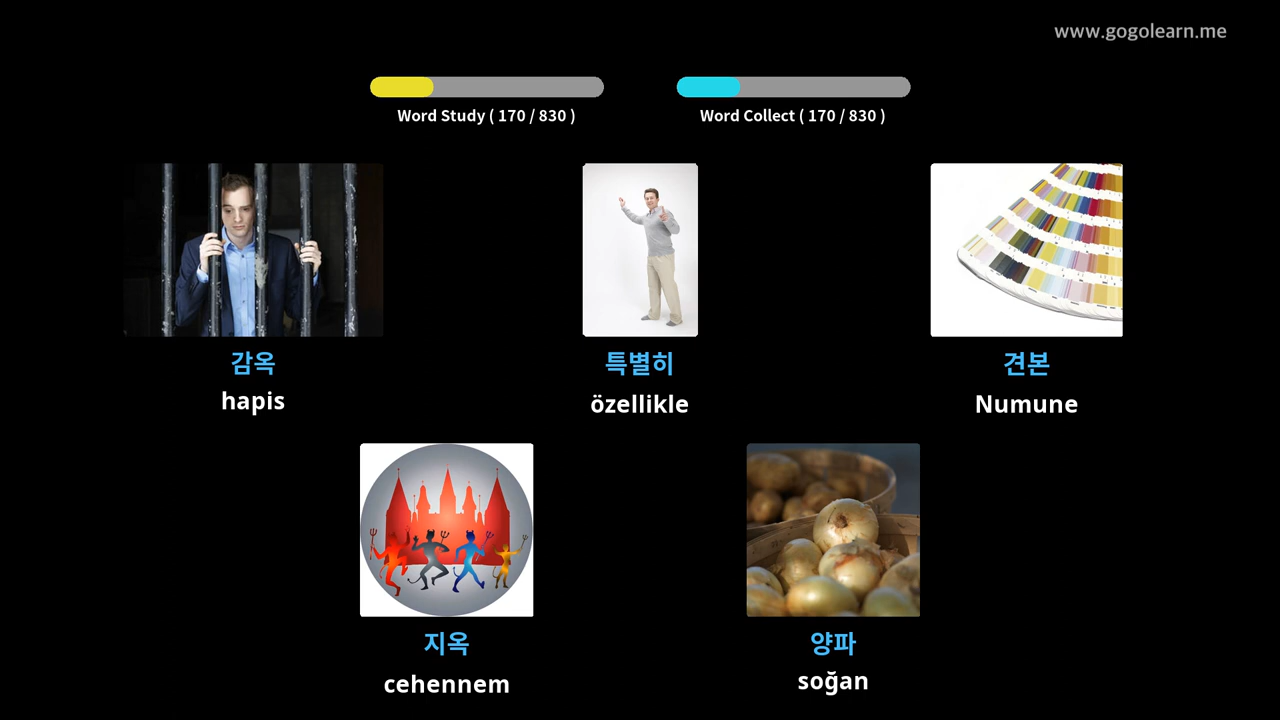 www.gogolearn.me
Word Study ( 170 / 830 )
Word Collect ( 170 / 830 )
감옥
hapis
특별히
özellikle
견본
Numune
지옥
cehennem
양파
soğan